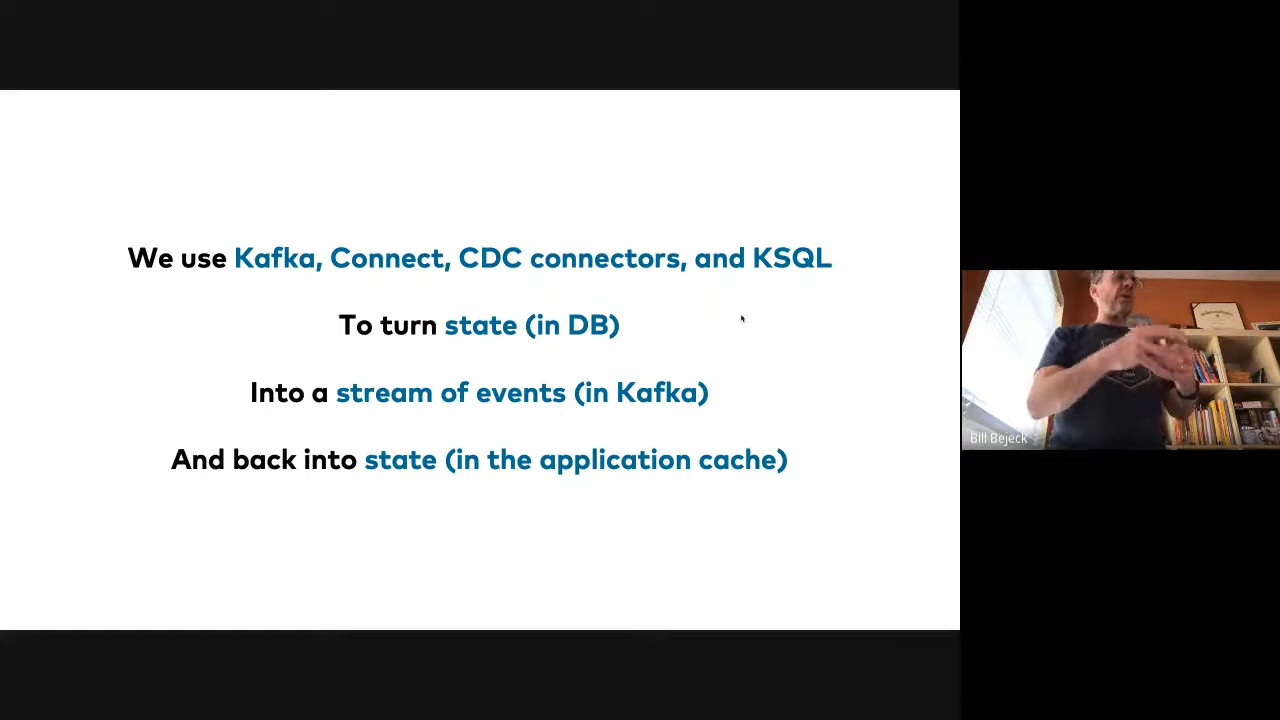 We use Kafka, Connect, CDC connectors, and KSQL
To turn state (in DB)
Into a stream of events (in Kafka)
And back into state (in the application cache)
Bill Bejeck